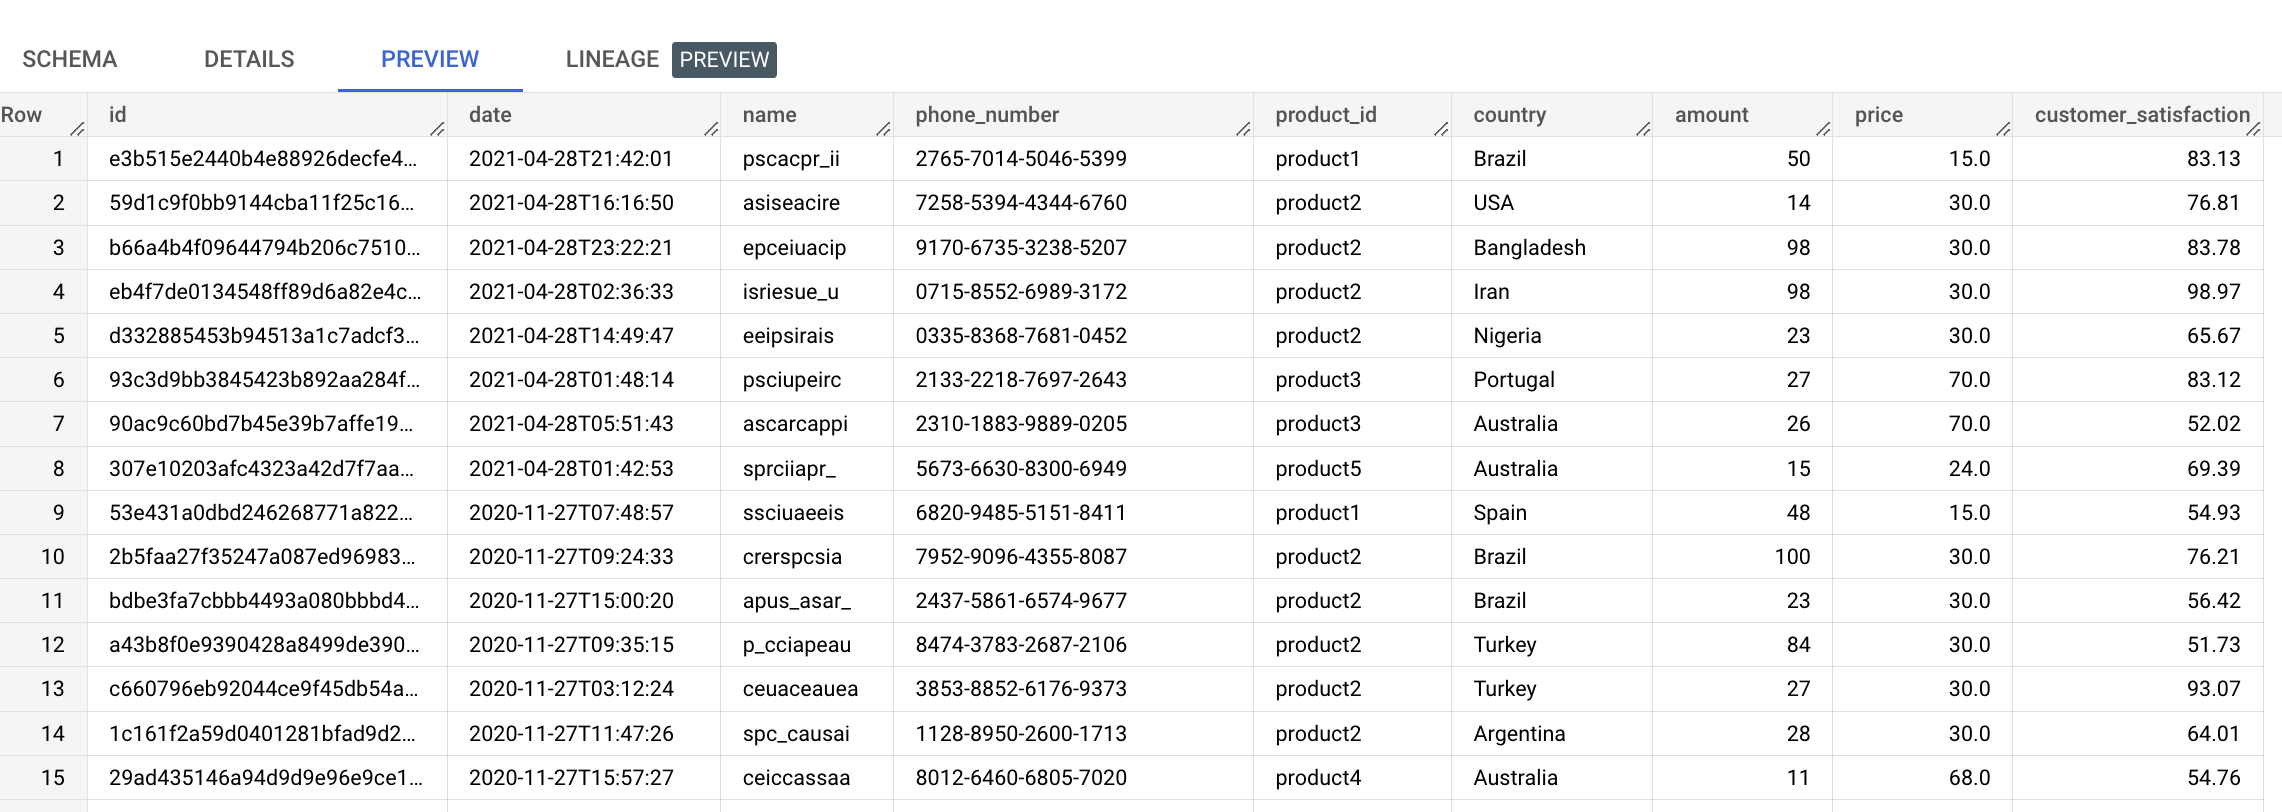 SCHEMA DETAILS PREVIEW LINEAGE PREVIEW
Row id date name phone_number product_id country amount price customer_satisfaction
1 e3b515e2440b4e88926decfe4... 2021-04-28T21:42:01 pscacpr_ii 2765-7014-5046-5399 product1 Brazil 50 15.0 83.13
2 59d1c9f0bb9144cba11f25c16... 2021-04-28T16:16:50 asiseacire 7258-5394-4344-6760 product2 USA 14 30.0 76.81
3 b66a4b4f09644794b206c7510... 2021-04-28T23:22:21 epceiuacip 9170-6735-3238-5207 product2 Bangladesh 98 30.0 83.78
4 eb4f7de0134548ff89d6a82e4c... 2021-04-28T02:36:33 isriesue_u 0715-8552-6989-3172 product2 Iran 98 30.0 98.97
5 d332885453b94513a1c7adcf3... 2021-04-28T14:49:47 eeipsirais 0335-8368-7681-0452 product2 Nigeria 23 30.0 65.67
6 93c3d9bb3845423b892aa284f... 2021-04-28T01:48:14 psciupeirc 2133-2218-7697-2643 product3 Portugal 27 70.0 83.12
7 90ac9c60bd7b45e39b7affe19... 2021-04-28T05:51:43 ascarcappi 2310-1883-9889-0205 product3 Australia 26 70.0 52.02
8 307e10203afc4323a42d7f7aa... 2021-04-28T01:42:53 sprciiapr_ 5673-6630-8300-6949 product5 Australia 15 24.0 69.39
9 53e431a0dbd246268771a822... 2020-11-27T07:48:57 ssciuaeeis 6820-9485-5151-8411 product1 Spain 48 15.0 54.93
10 2b5faa27f35247a087ed96983... 2020-11-27T09:24:33 crerspcsia 7952-9096-4355-8087 product2 Brazil 100 30.0 76.21
11 bdbe3fa7cbbb4493a080bbbd4... 2020-11-27T15:00:20 apus_asar_ 2437-5861-6574-9677 product2 Brazil 23 30.0 56.42
12 a43b8f0e9390428a8499de390... 2020-11-27T09:35:15 p_cciapeau 8474-3783-2687-2106 product2 Turkey 84 30.0 51.73
13 c660796eb92044ce9f45db54a... 2020-11-27T03:12:24 ceuaceauea 3853-8852-6176-9373 product2 Turkey 27 30.0 93.07
14 1c161f2a59d0401281bfad9d2... 2020-11-27T11:47:26 spc_causai 1128-8950-2600-1713 product2 Argentina 28 30.0 64.01
15 29ad435146a94d9d9e96e9ce1... 2020-11-27T15:57:27 ceiccassaa 8012-6460-6805-7020 product4 Australia 11 68.0 54.76